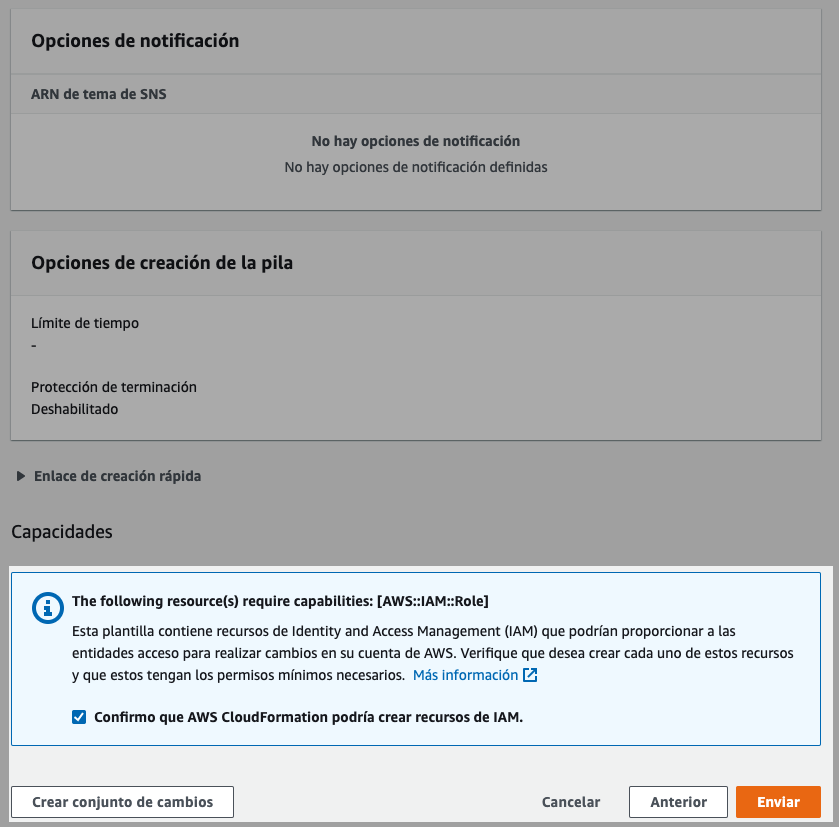 Opciones de notificación
ARN de tema de SNS
No hay opciones de notificación
No hay opciones de notificación definidas
Opciones de creación de la pila
Límite de tiempo
-
Protección de terminación
Deshabilitado
Enlace de creación rápida
Capacidades
The following resource(s) require capabilities: [AWS::IAM::Role]
Esta plantilla contiene recursos de Identity and Access Management (IAM) que podrían proporcionar a las
entidades acceso para realizar cambios en su cuenta de AWS. Verifique que desea crear cada uno de estos recursos
y que estos tengan los permisos mínimos necesarios. Más información
Confirmo que AWS CloudFormation podría crear recursos de IAM.
Crear conjunto de cambios Cancelar Anterior Enviar